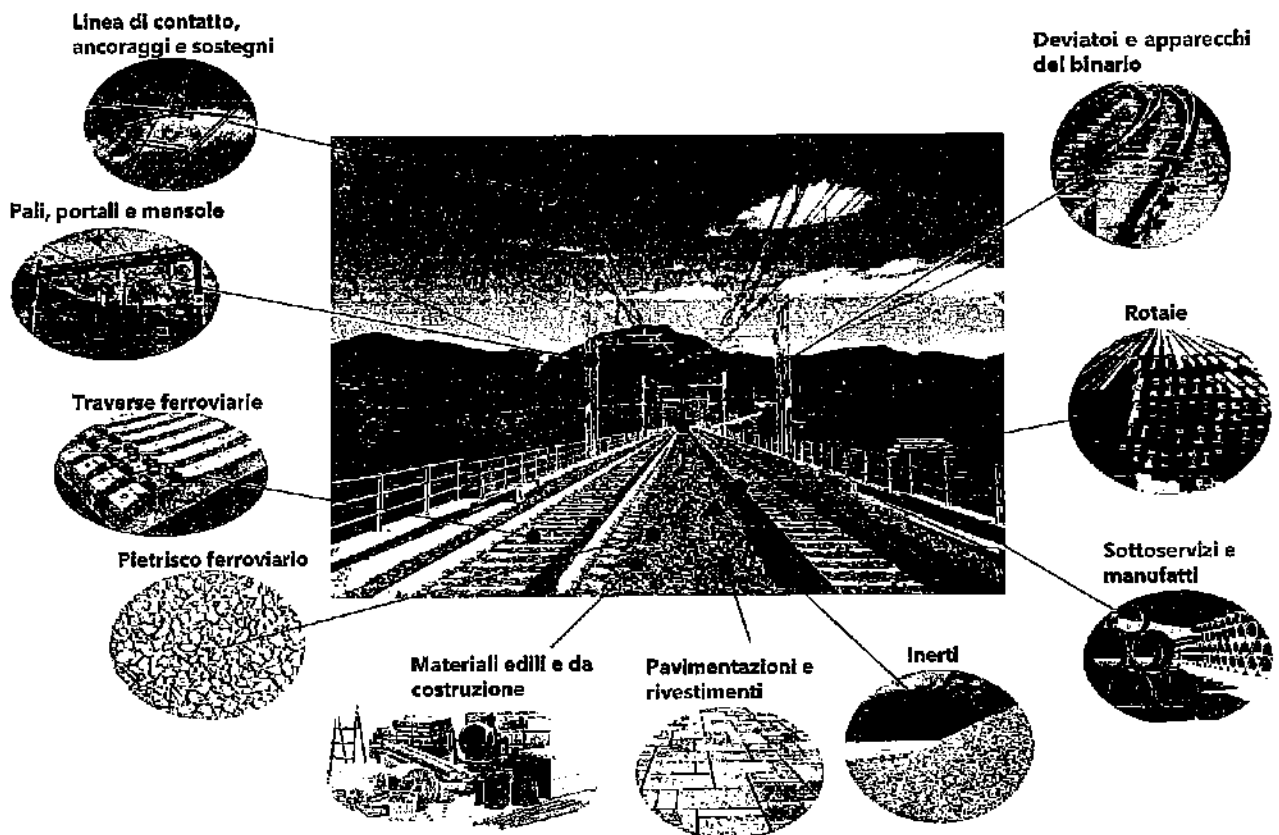 Linea di contatto,
ancoraggi e sostegni
Deviatoi e apparecchi
del binario
Pali, portali e mensole
Rotaie
Traverse ferroviarie
Pietrisco ferroviario
Sottoservizi e
manufatti
Materiali edili e da
costruzione
Pavimentazioni e
rivestimenti
Inerti